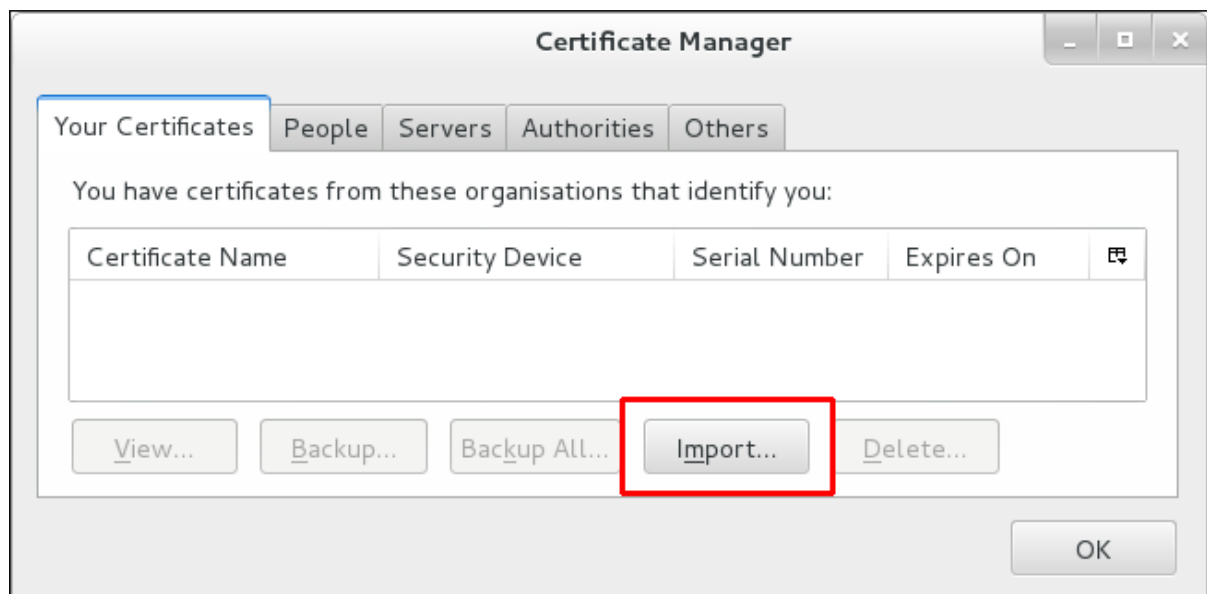 Certificate Manager
Your Certificates People Servers Authorities Others
You have certificates from these organisations that identify you:
Certificate Name Security Device Serial Number Expires On
View... Backup... Backup All... Import... Delete...
OK